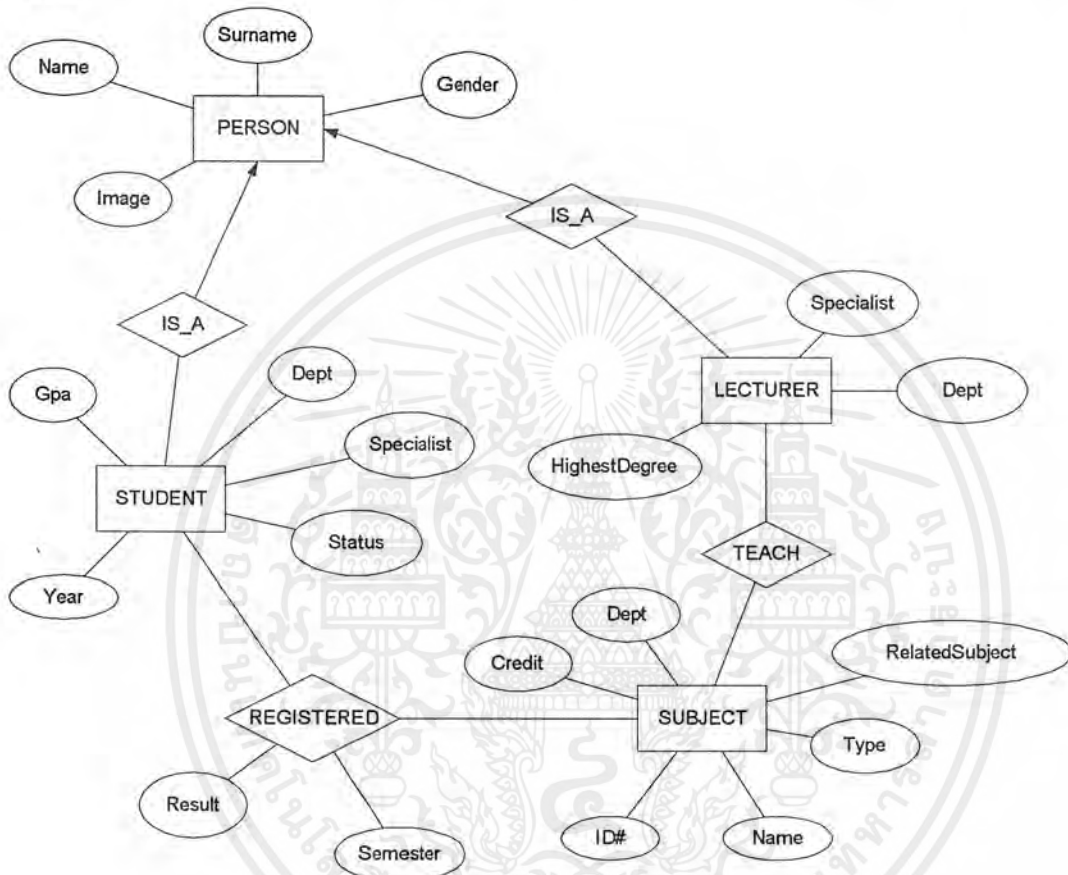 Surname
Name
Gender
PERSON
Image
IS_A
IS_A
Specialist
Gpa
Dept
LECTURER
Dept
Specialist
HighestDegree
STUDENT
Status
TEACH
Year
Dept
RelatedSubject
Credit
REGISTERED
SUBJECT
Type
Result
ID#
Name
Semester